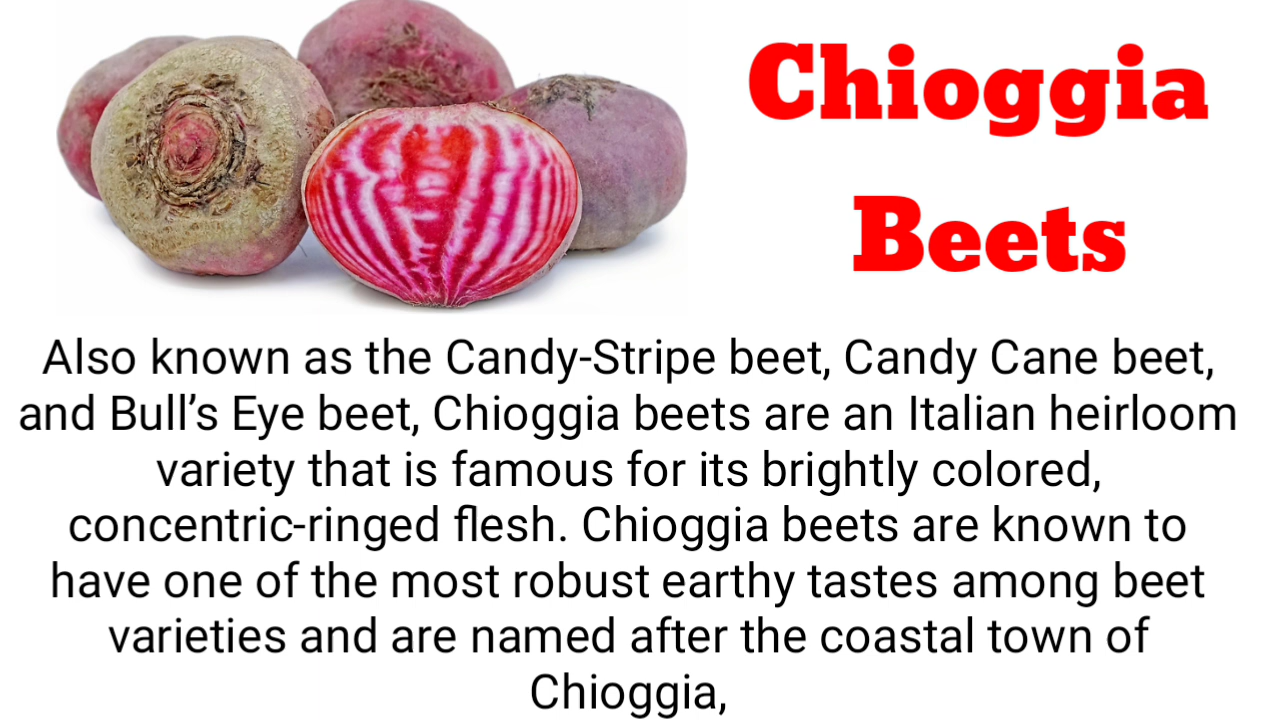 Chioggia
Beets
Also known as the Candy-Stripe beet, Candy Cane beet,
and Bull’s Eye beet, Chioggia beets are an Italian heirloom
variety that is famous for its brightly colored,
concentric-ringed flesh. Chioggia beets are known to
have one of the most robust earthy tastes among beet
varieties and are named after the coastal town of
Chioggia,